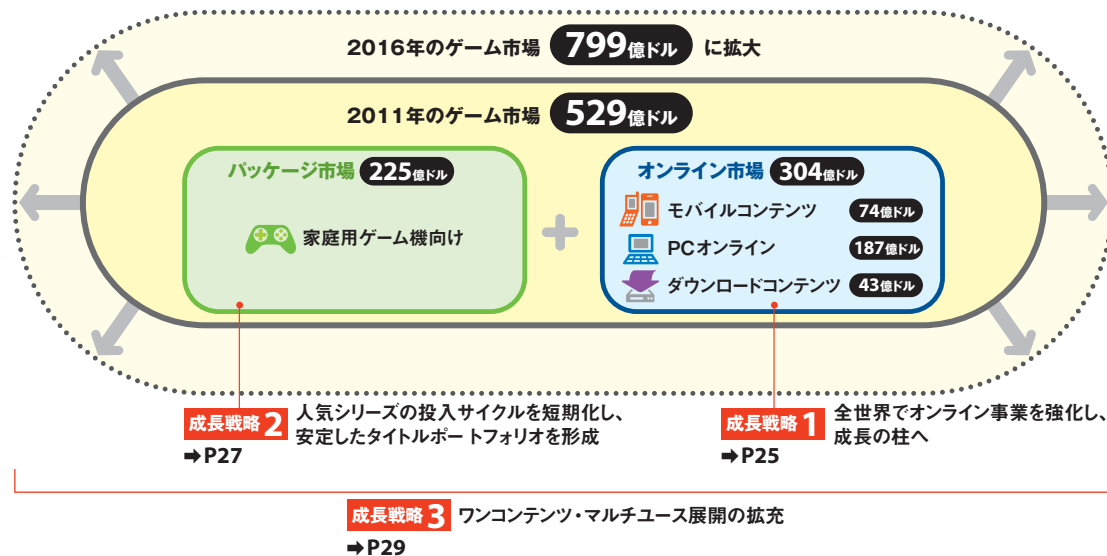 2016年のゲーム市場 799億ドル に拡大
2011年のゲーム市場 529億ドル
パッケージ市場 225億ドル
家庭用ゲーム機向け
オンライン市場 304億ドル
モバイルコンテンツ 74億ドル
PCオンライン 187億ドル
ダウンロードコンテンツ 43億ドル
成長戦略2 人気シリーズの投入サイクルを短期化し、
安定したタイトルポートフォリオを形成
➡P27
成長戦略1 全世界でオンライン事業を強化し、
成長の柱へ
➡P25
成長戦略3 ワンコンテンツ・マルチユース展開の拡充
➡P29